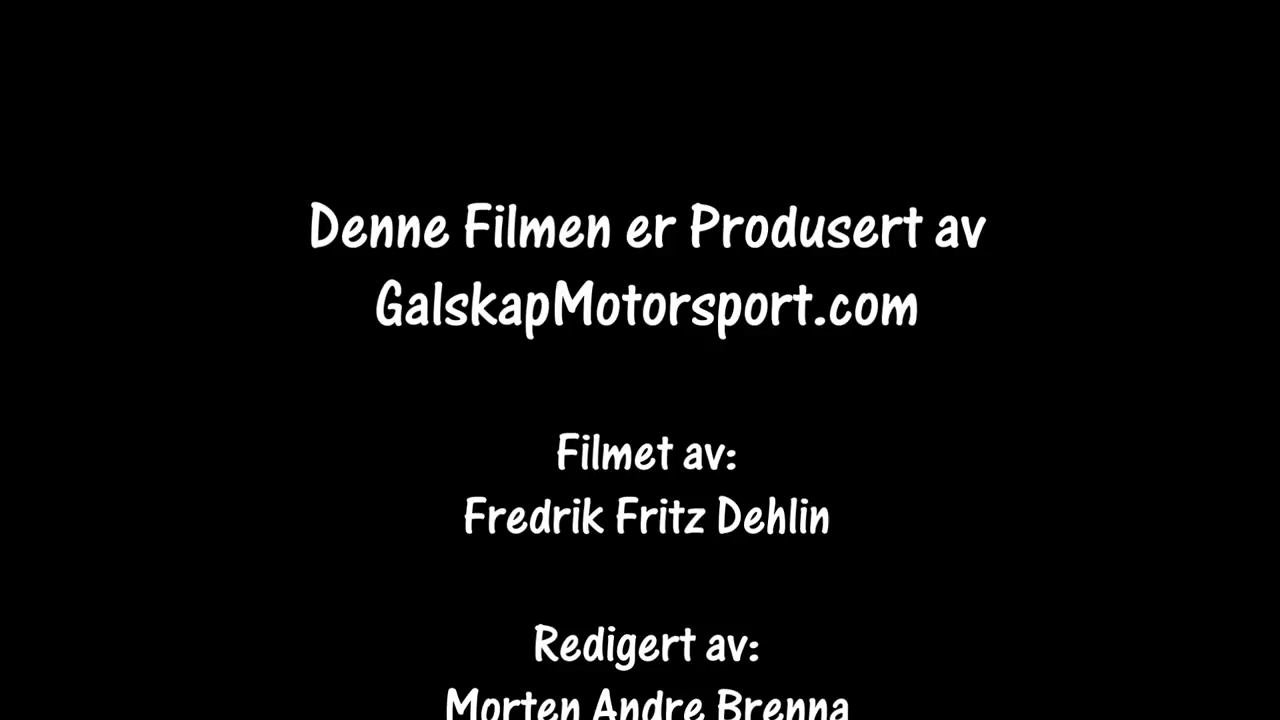 Denne Filmen er Produsert av
GalskapMotorsport.com
Filmet av:
Fredrik Fritz Dehlin
Redigert av:
Morten Andre Brenna